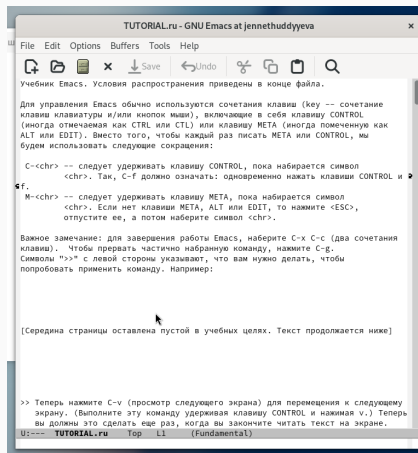 TUTORIAL.ru - GNU Emacs at jennethuddyyeva
File Edit Options Buffers Tools Help
Save Undo
Учебник Emacs. Условия распространения приведены в конце файла.
Для управления Emacs обычно используются сочетания клавиш (key -- сочетание
клавиш клавиатуры и/или кнопок мыши), включающие в себя клавишу CONTROL
(иногда отмечаемая как CTRL или CTL) или клавишу META (иногда помеченную как
ALT или EDIT). Вместо того, чтобы каждый раз писать META или CONTROL, мы
будем использовать следующие сокращения:
C-<chr> -- следует удерживать клавишу CONTROL, пока набирается символ
<chr>. Так, C-f должно означать: одновременно нажать клавиши CONTROL и
f.
M-<chr> -- следует удерживать клавишу META, пока набирается символ
<chr>. Если нет клавиши META, ALT или EDIT, то нажмите <ESC>,
отпустите ее, а потом наберите символ <chr>.
Важное замечание: для завершения работы Emacs, наберите C-x C-c (два сочетания
клавиш). Чтобы прервать частично набранную команду, нажмите C-g.
Символы ">>" с левой стороны указывают, что вам нужно делать, чтобы
попробовать применить команду. Например:
[Середина страницы оставлена пустой в учебных целях. Текст продолжается ниже]
>> Теперь нажмите C-v (просмотр следующего экрана) для перемещения к следующему
экрану. (Выполните эту команду удерживая клавишу CONTROL и нажимая v.) Теперь
вы должны это сделать еще раз, когда вы закончите читать текст на экране.
U:--- TUTORIAL.ru Top L1 (Fundamental)